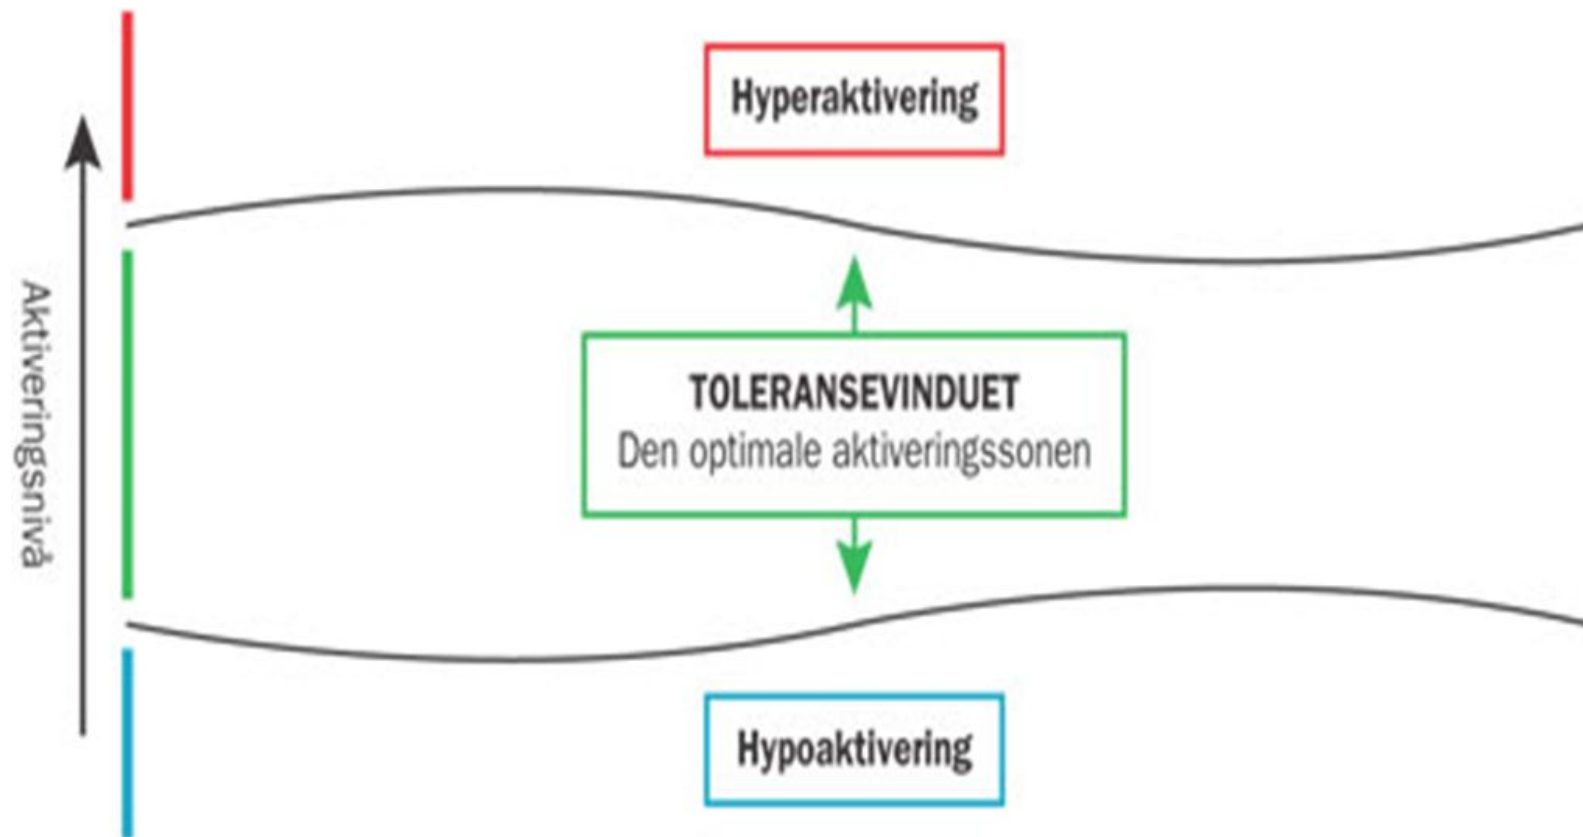 Hyperaktivering
Aktiveringsnivå
TOLERANSEVINDUET
Den optimale aktiveringssonen
Hypoaktivering